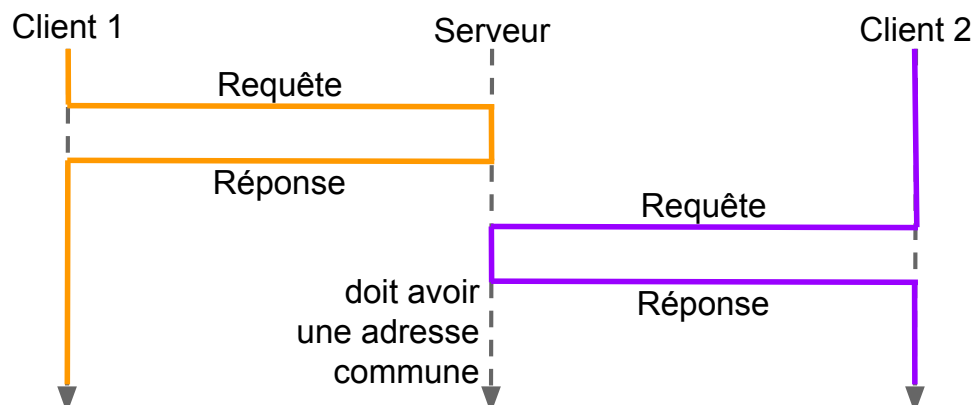 Client 1
Serveur
Client 2
Requête
Réponse
Requête
Réponse
doit avoir
une adresse
commune